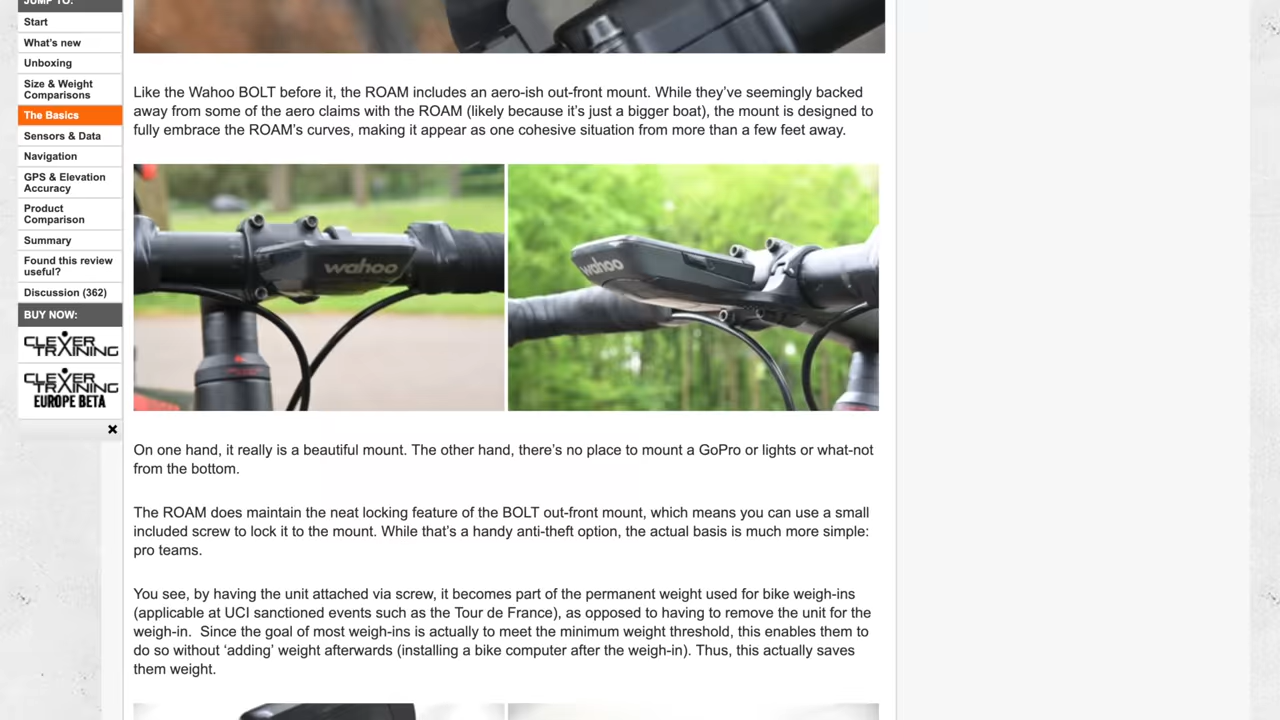 JUMP TO:
Start
What's new
Unboxing
Size & Weight
Comparisons
The Basics
Sensors & Data
Navigation
GPS & Elevation
Accuracy
Product
Comparison
Summary
Found this review
useful?
Discussion (362)
BUY NOW:
CLEVER
TRAINING
CLEVER
TRAINING
EUROPE BETA
Like the Wahoo BOLT before it, the ROAM includes an aero-ish out-front mount. While they've seemingly backed
away from some of the aero claims with the ROAM (likely because it's just a bigger boat), the mount is designed to
fully embrace the ROAM's curves, making it appear as one cohesive situation from more than a few feet away.
wahoo
wahoo
On one hand, it really is a beautiful mount. The other hand, there's no place to mount a GoPro or lights or what-not
from the bottom.
The ROAM does maintain the neat locking feature of the BOLT out-front mount, which means you can use a small
included screw to lock it to the mount. While that's a handy anti-theft option, the actual basis is much more simple:
pro teams.
You see, by having the unit attached via screw, it becomes part of the permanent weight used for bike weigh-ins
(applicable at UCI sanctioned events such as the Tour de France), as opposed to having to remove the unit for the
weigh-in.  Since the goal of most weigh-ins is actually to meet the minimum weight threshold, this enables them to
do so without 'adding' weight afterwards (installing a bike computer after the weigh-in). Thus, this actually saves
them weight.